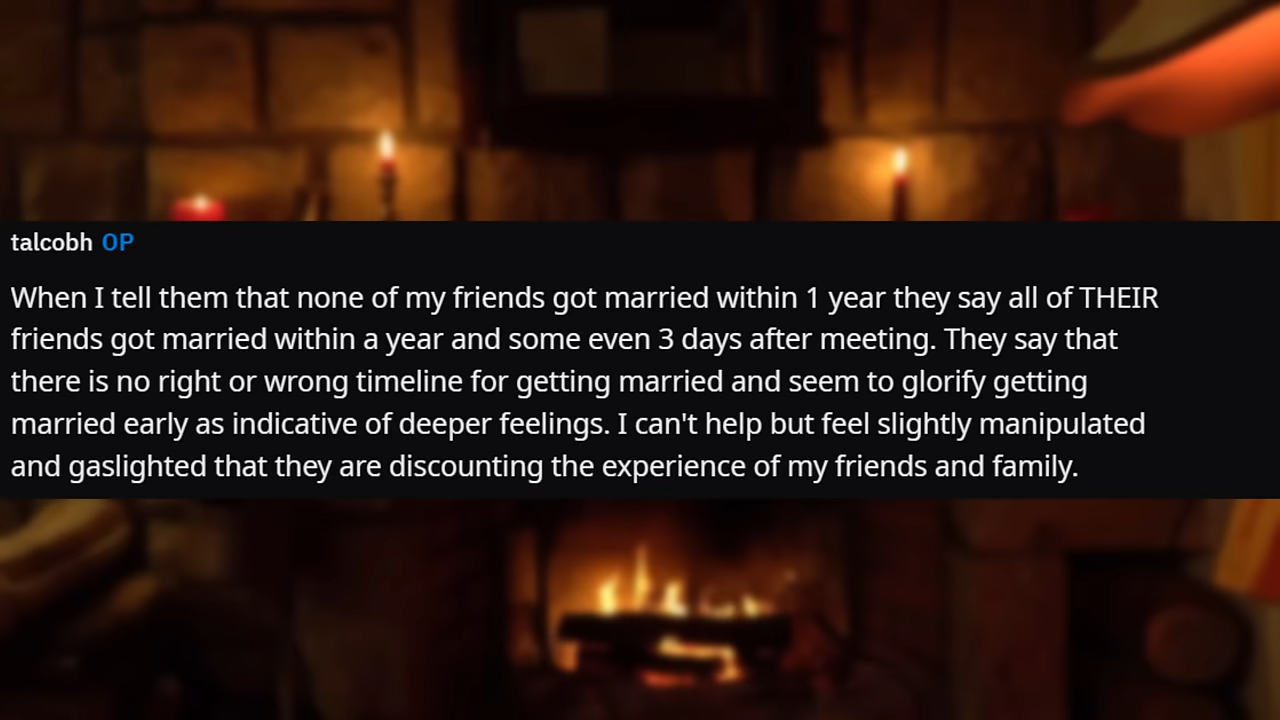 talcobh OP
When I tell them that none of my friends got married within 1 year they say all of THEIR
friends got married within a year and some even 3 days after meeting. They say that
there is no right or wrong timeline for getting married and seem to glorify getting
married early as indicative of deeper feelings. I can't help but feel slightly manipulated
and gaslighted that they are discounting the experience of my friends and family.